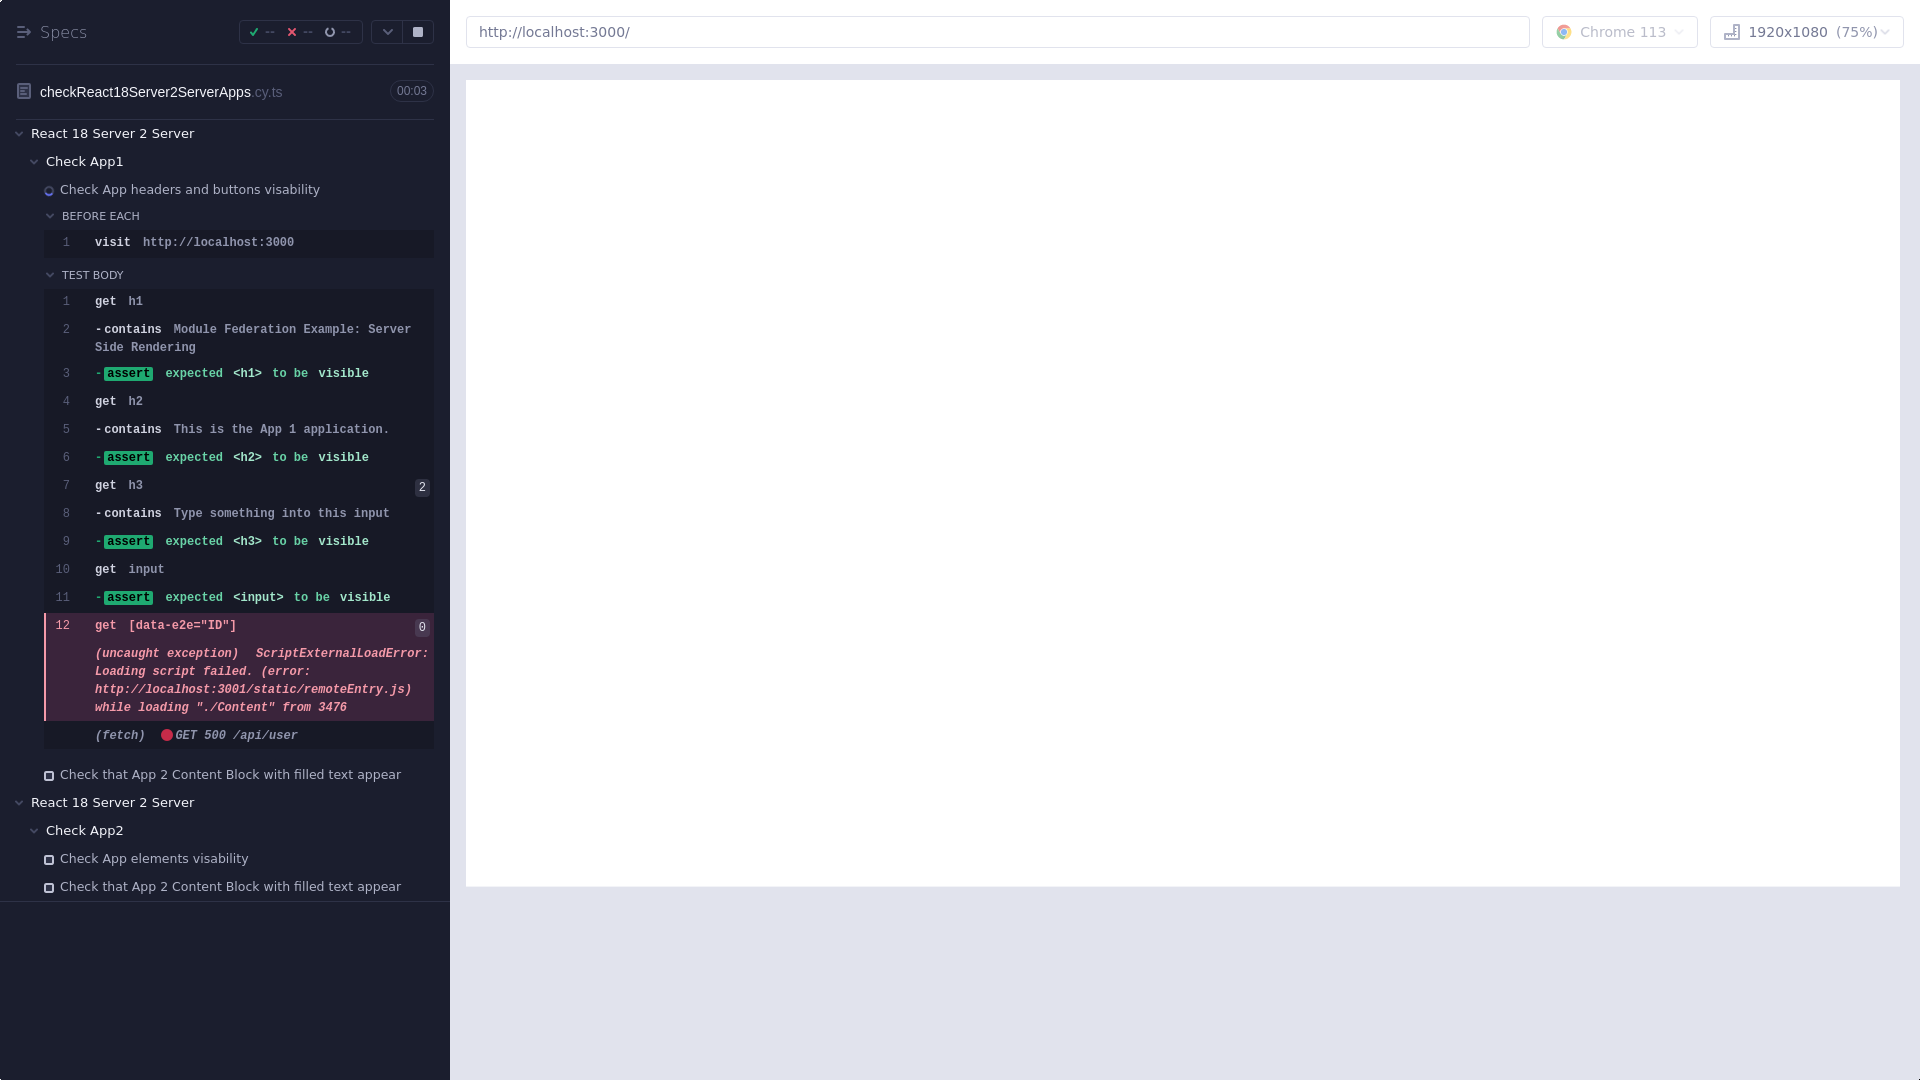 Specs
-- -- --
http://localhost:3000/
Chrome 113
1920x1080 (75%)
checkReact18Server2ServerApps.cy.ts
00:03
React 18 Server 2 Server
Check App1
Check App headers and buttons visability
BEFORE EACH
1 visit http://localhost:3000
TEST BODY
1 get h1
2 -contains Module Federation Example: Server
Side Rendering
3 -assert expected <h1> to be visible
4 get h2
5 -contains This is the App 1 application.
6 -assert expected <h2> to be visible
7 get h3 2
8 -contains Type something into this input
9 -assert expected <h3> to be visible
10 get input
11 -assert expected <input> to be visible
12 get [data-e2e="ID"] 0
(uncaught exception) ScriptExternalLoadError:
Loading script failed. (error:
http://localhost:3001/static/remoteEntry.js)
while loading "./Content" from 3476
(fetch) GET 500 /api/user
Check that App 2 Content Block with filled text appear
React 18 Server 2 Server
Check App2
Check App elements visability
Check that App 2 Content Block with filled text appear